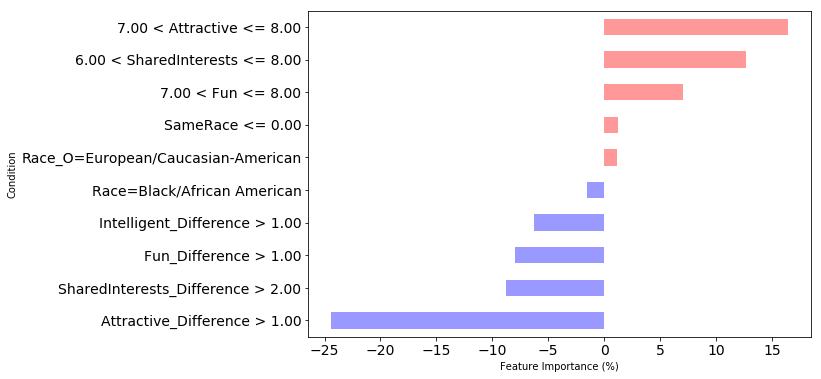 7.00 < Attractive <= 8.00
6.00 < SharedInterests <= 8.00
7.00 < Fun <= 8.00
SameRace <= 0.00
Race_O=European/Caucasian-American
Race=Black/African American
Intelligent_Difference > 1.00
Fun_Difference > 1.00
SharedInterests_Difference > 2.00
Attractive_Difference > 1.00
Condition
−25 −20 −15 −10 −5 0 5 10 15
Feature Importance (%)